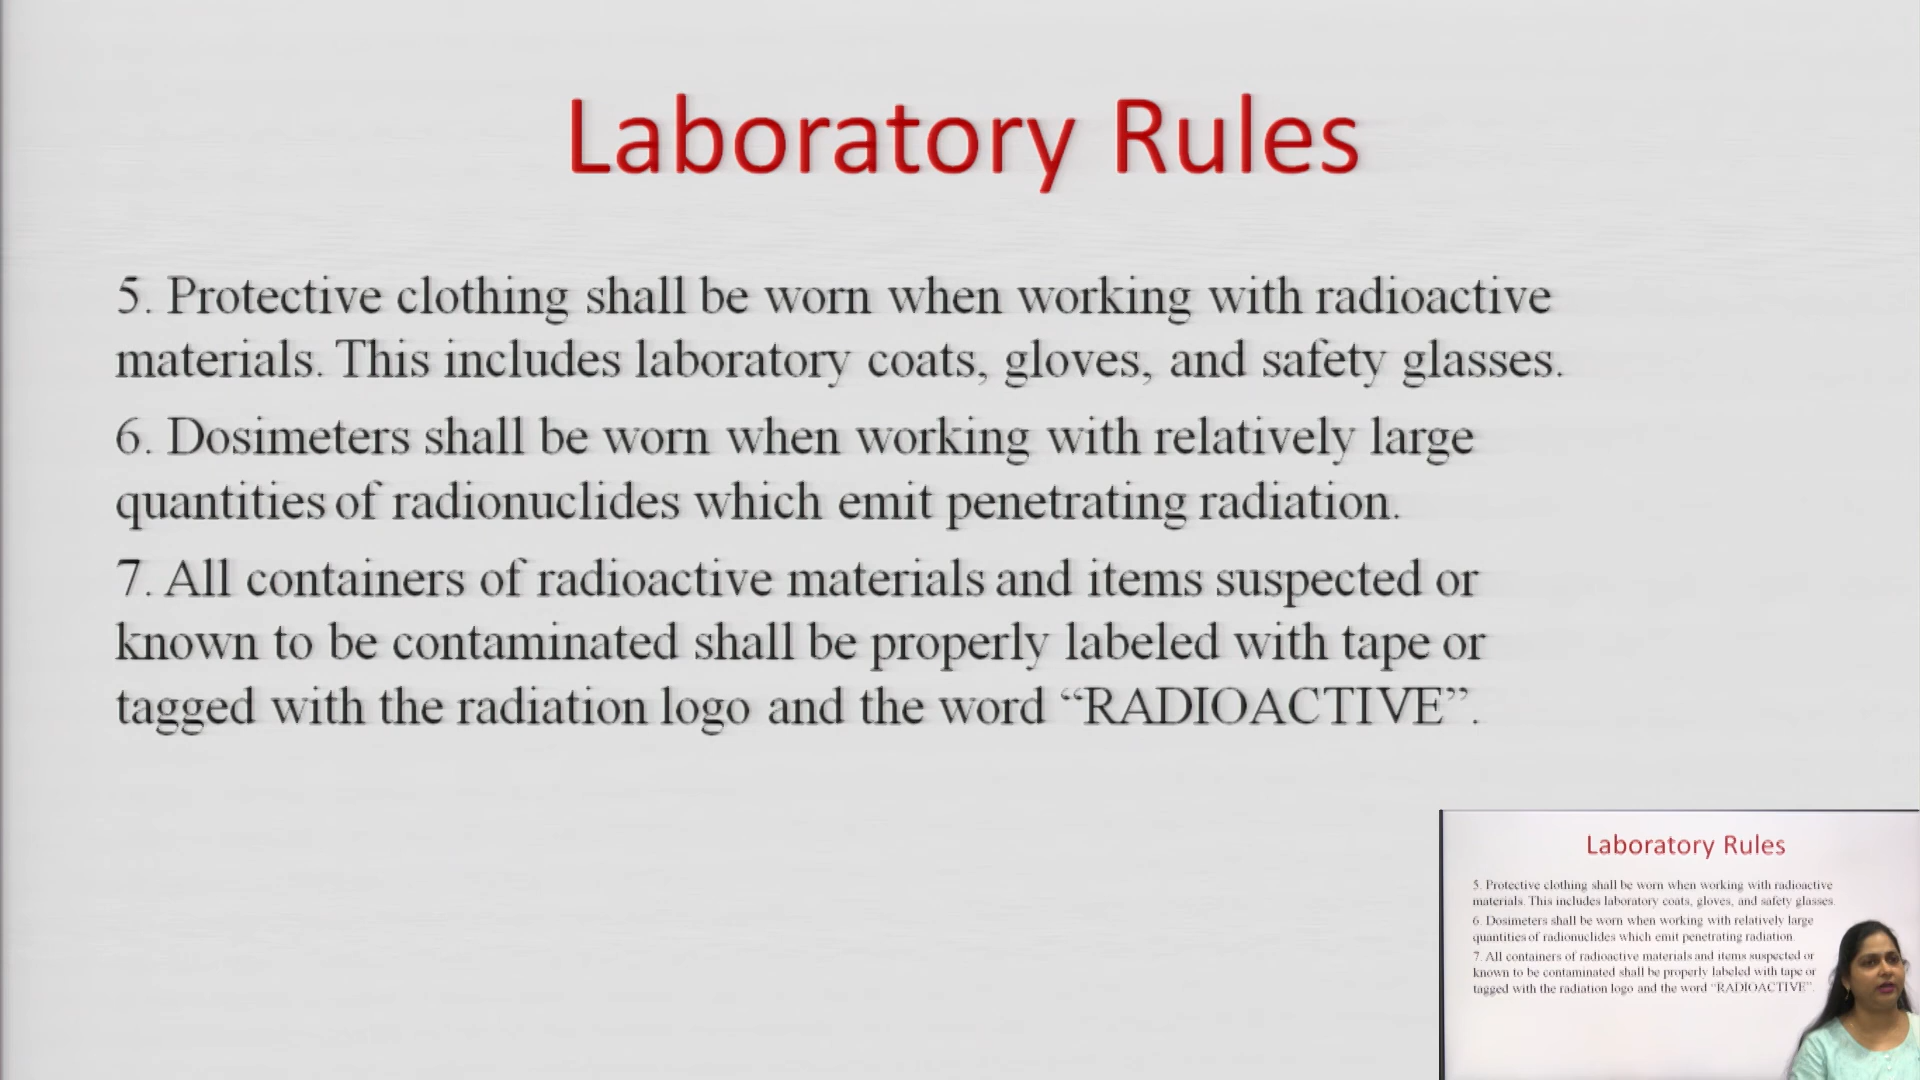 Laboratory Rules
5. Protective clothing shall be worn when working with radioactive
materials. This includes laboratory coats, gloves, and safety glasses.
6. Dosimeters shall be worn when working with relatively large
quantities of radionuclides which emit penetrating radiation.
7. All containers of radioactive materials and items suspected or
known to be contaminated shall be properly labeled with tape or
tagged with the radiation logo and the word “RADIOACTIVE”.
Laboratory Rules
5. Protective clothing shall be worn when working with radioactive
materials. This includes laboratory coats, gloves, and safety glasses.
6. Dosimeters shall be worn when working with relatively large
quantities of radionuclides which emit penetrating radiation.
7. All containers of radioactive materials and items suspected or
known to be contaminated shall be properly labeled with tape or
tagged with the radiation logo and the word “RADIOACTIVE”.